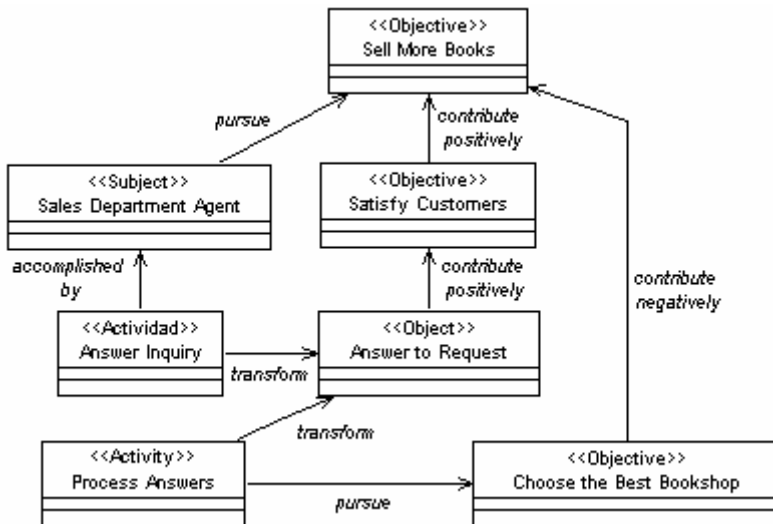 <<Objective>>
Sell More Books
pursue
contribute
positively
<<Subject>>
Sales Department Agent
<<Objective>>
Satisfy Customers
accomplished
by
contribute
positively
contribute
negatively
<<Actividad>>
Answer Inquiry
transform
<<Object>>
Answer to Request
transform
<<Activity>>
Process Answers
pursue
<<Objective>>
Choose the Best Bookshop